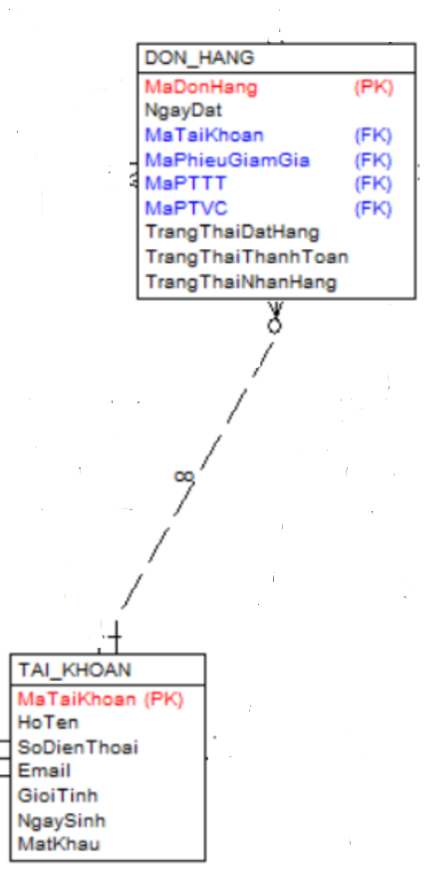 DON_HANG
MaDonHang (PK)
NgayDat
MaTaiKhoan (FK)
MaPhieuGiamGia (FK)
MaPTTT (FK)
MaPTVC (FK)
TrangThaiDatHang
TrangThaiThanhToan
TrangThaiNhanHang
8
TAI_KHOAN
MaTaiKhoan (PK)
HoTen
SoDienThoai
Email
GioiTinh
NgaySinh
MatKhau